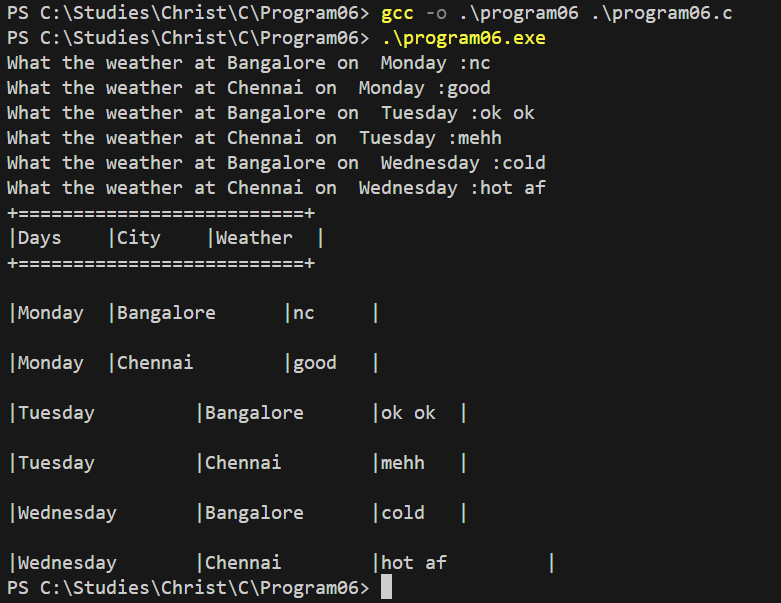 PS C:\Studies\Christ\C\Program06> gcc -o .\program06 .\program06.c
PS C:\Studies\Christ\C\Program06> .\program06.exe
What the weather at Bangalore on  Monday :nc
What the weather at Chennai on  Monday :good
What the weather at Bangalore on  Tuesday :ok ok
What the weather at Chennai on  Tuesday :mehh
What the weather at Bangalore on  Wednesday :cold
What the weather at Chennai on  Wednesday :hot af
+==========================+
|Days    |City    |Weather  |
+==========================+
|Monday  |Bangalore      |nc     |
|Monday  |Chennai        |good   |
|Tuesday         |Bangalore      |ok ok  |
|Tuesday         |Chennai        |mehh   |
|Wednesday       |Bangalore      |cold   |
|Wednesday       |Chennai        |hot af         |
PS C:\Studies\Christ\C\Program06>